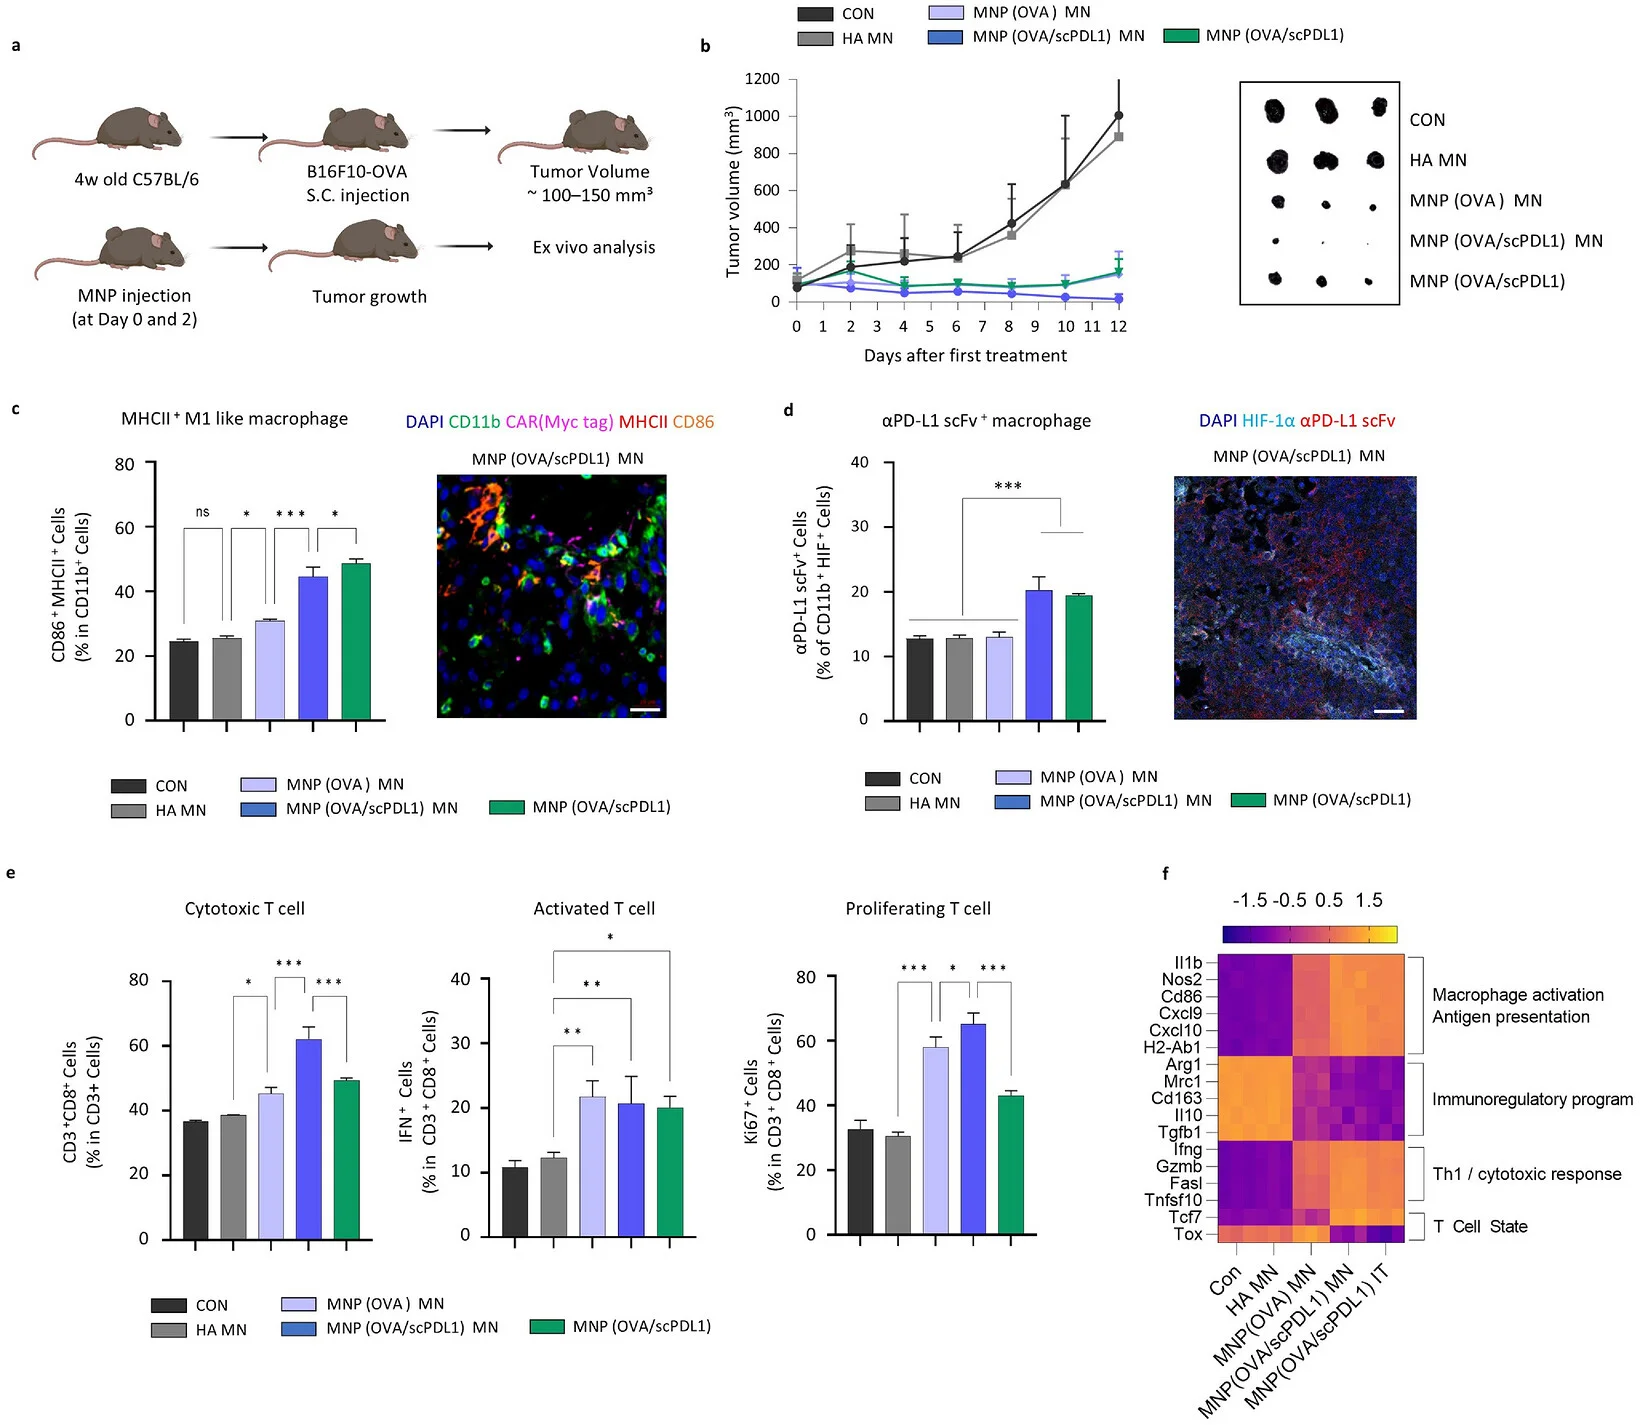 a
4w old C57BL/6
B16F10-OVA
S.C. injection
Tumor Volume
~ 100–150 mm³
MNP injection
(at Day 0 and 2)
Tumor growth
Ex vivo analysis
b
CON
HA MN
MNP (OVA ) MN
MNP (OVA/scPDL1) MN
MNP (OVA/scPDL1)
Tumor volume (mm³)
1200
1000
800
600
400
200
0
0 1 2 3 4 5 6 7 8 9 10 11 12
Days after first treatment
CON
HA MN
MNP (OVA ) MN
MNP (OVA/scPDL1) MN
MNP (OVA/scPDL1)
c
MHCII⁺ M1 like macrophage
CD86⁺ MHCII⁺ Cells
(% in CD11b⁺ Cells)
80
60
40
20
0
ns * *** *
DAPI CD11b CAR(Myc tag) MHCII CD86
MNP (OVA/scPDL1) MN
CON
HA MN
MNP (OVA ) MN
MNP (OVA/scPDL1) MN
MNP (OVA/scPDL1)
d
αPD-L1 scFv⁺ macrophage
αPD-L1 scFv⁺ Cells
(% of CD11b⁺ HIF⁺ Cells)
40
30
20
10
0
***
DAPI HIF-1α αPD-L1 scFv
MNP (OVA/scPDL1) MN
CON
HA MN
MNP (OVA ) MN
MNP (OVA/scPDL1) MN
MNP (OVA/scPDL1)
e
Cytotoxic T cell
CD3⁺CD8⁺ Cells
(% in CD3+ Cells)
80
60
40
20
0
* *** ***
Activated T cell
IFN⁺ Cells
(% in CD3⁺CD8⁺ Cells)
40
30
20
10
0
*
**
**
Proliferating T cell
Ki67⁺ Cells
(% in CD3⁺CD8⁺ Cells)
80
60
40
20
0
*** * ***
CON
HA MN
MNP (OVA ) MN
MNP (OVA/scPDL1) MN
MNP (OVA/scPDL1)
f
-1.5 -0.5 0.5 1.5
Il1b
Nos2
Cd86
Cxcl9
Cxcl10
H2-Ab1
Arg1
Mrc1
Cd163
Il10
Tgfb1
Ifng
Gzmb
Fasl
Tnfsf10
Tcf7
Tox
Macrophage activation
Antigen presentation
Immunoregulatory program
Th1 / cytotoxic response
T Cell State
Con
HA MN
MNP(OVA) MN
MNP(OVA/scPDL1) MN
MNP(OVA/scPDL1) IT